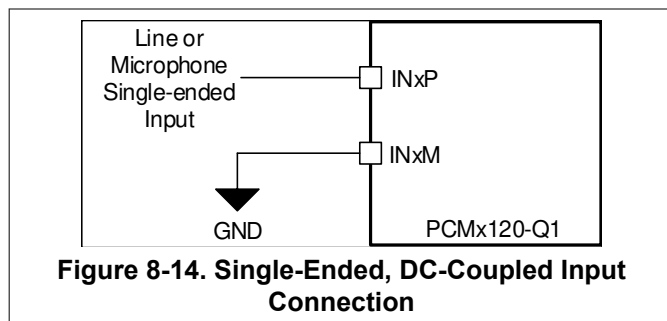 Line or
Microphone
Single-ended
Input
INxP
INxM
GND
PCMx120-Q1
Figure 8-14. Single-Ended, DC-Coupled Input
Connection